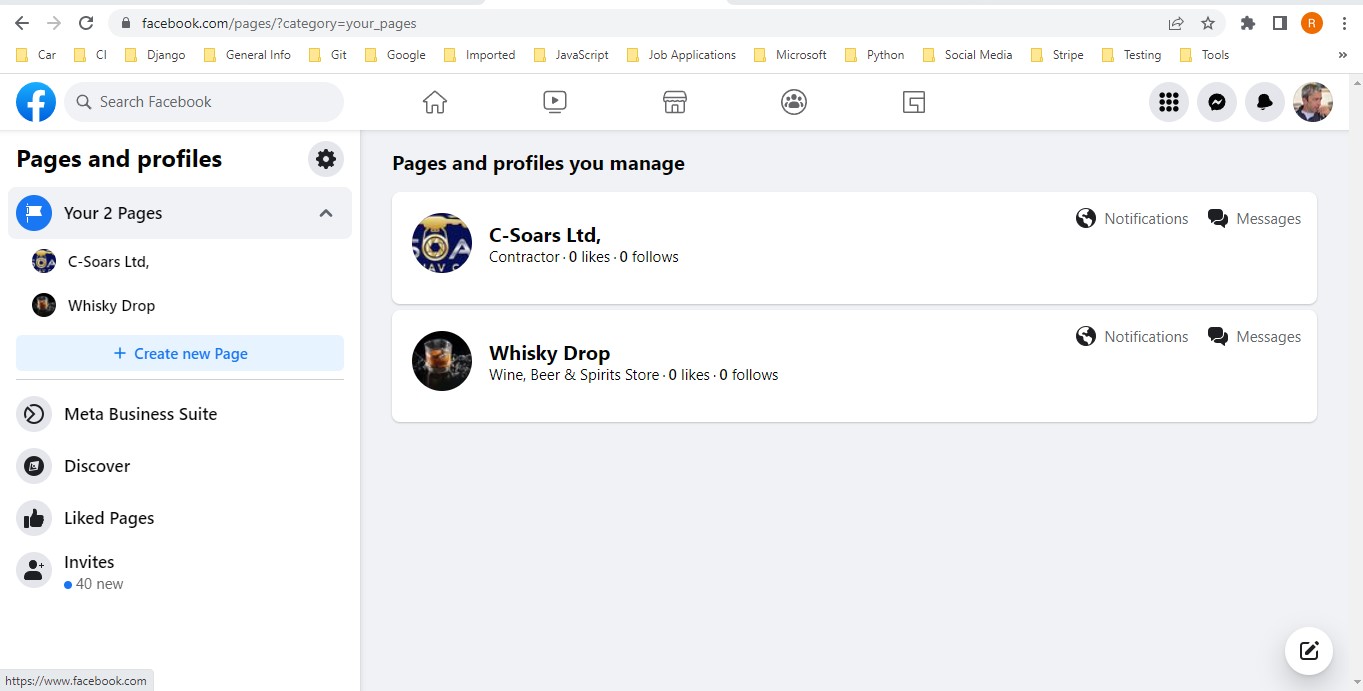 facebook.com/pages/?category=your_pages
R
Car CI Django General Info Git Google Imported JavaScript Job Applications Microsoft Python Social Media Stripe Testing Tools »
Search Facebook
Pages and profiles
Your 2 Pages
C-Soars Ltd,
Whisky Drop
+ Create new Page
Meta Business Suite
Discover
Liked Pages
Invites
40 new
Pages and profiles you manage
Notifications Messages
C-Soars Ltd,
Contractor · 0 likes · 0 follows
Notifications Messages
Whisky Drop
Wine, Beer & Spirits Store · 0 likes · 0 follows
https://www.facebook.com